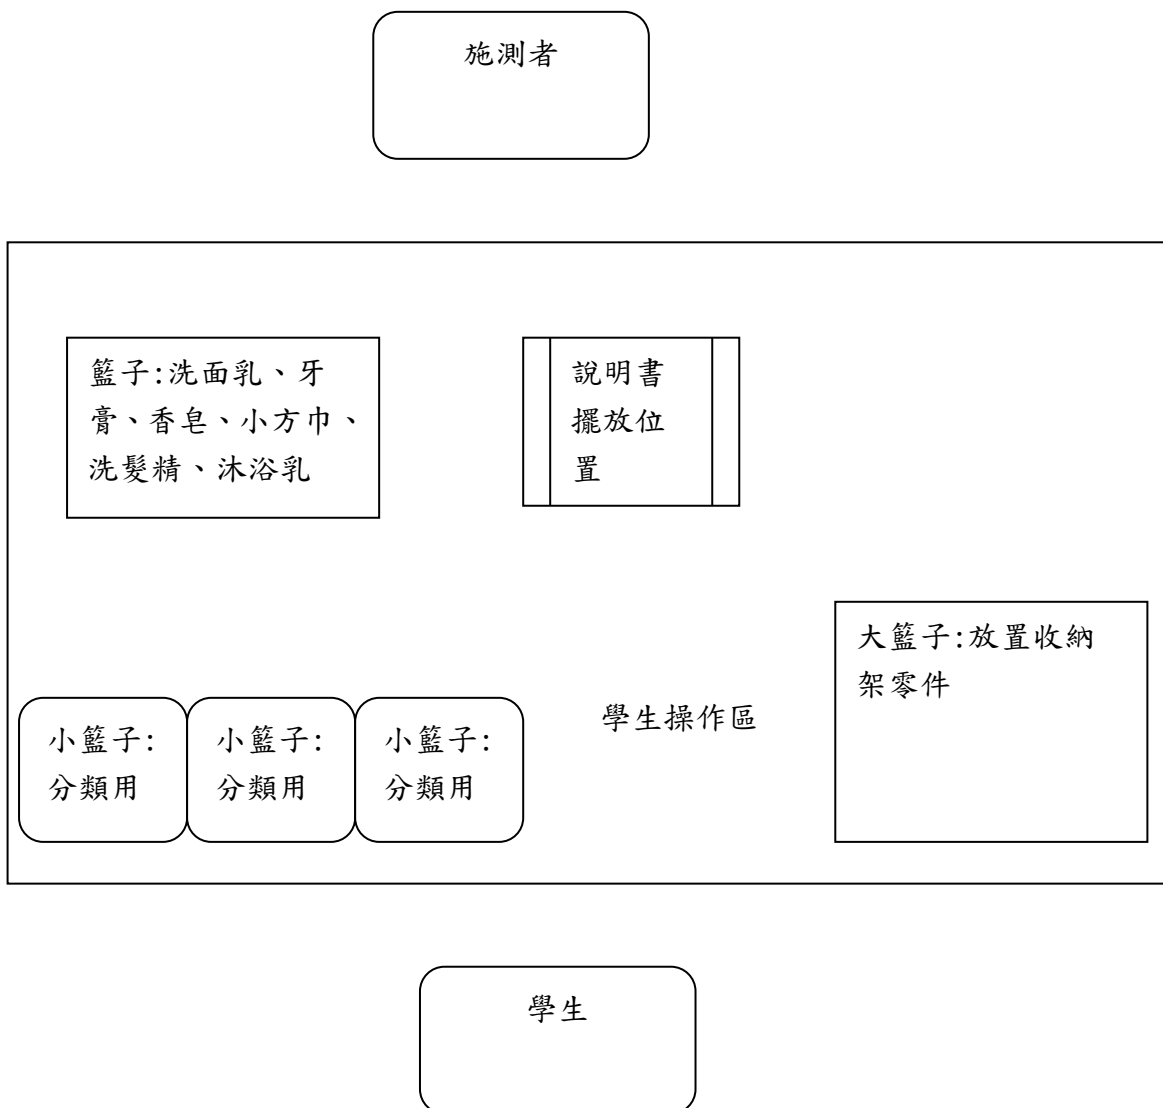 施測者
籃子:洗面乳、牙
膏、香皂、小方巾、
洗髮精、沐浴乳
說明書
擺放位
置
大籃子:放置收納
架零件
學生操作區
小籃子:
分類用
小籃子:
分類用
小籃子:
分類用
學生